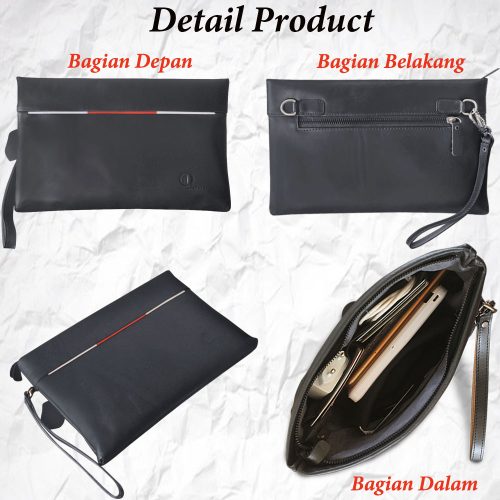 Detail Product
Bagian Depan
Bagian Belakang
Bagian Dalam